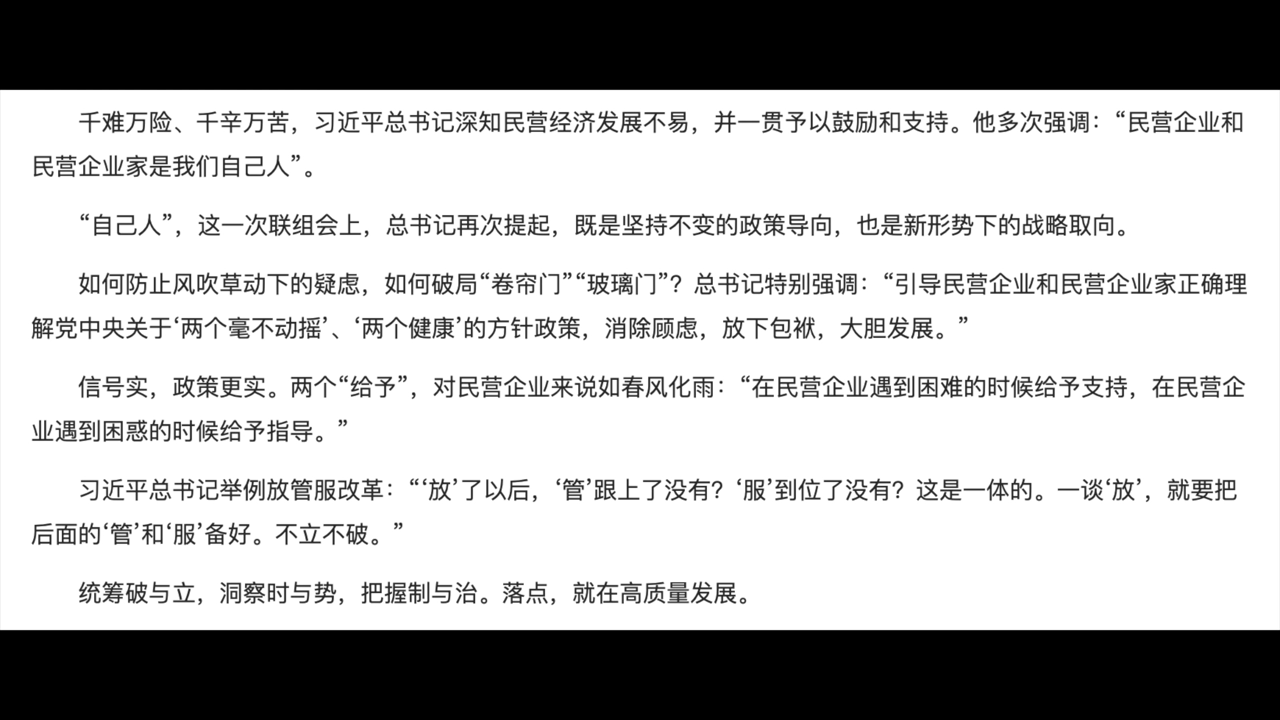 千难万险、千辛万苦，习近平总书记深知民营经济发展不易，并一贯予以鼓励和支持。他多次强调：“民营企业和
民营企业家是我们自己人”。
“自己人”，这一次联组会上，总书记再次提起，既是坚持不变的政策导向，也是新形势下的战略取向。
如何防止风吹草动下的疑虑，如何破局“卷帘门”“玻璃门”？总书记特别强调：“引导民营企业和民营企业家正确理
解党中央关于‘两个毫不动摇’、‘两个健康’的方针政策，消除顾虑，放下包袱，大胆发展。”
信号实，政策更实。两个“给予”，对民营企业来说如春风化雨：“在民营企业遇到困难的时候给予支持，在民营企
业遇到困惑的时候给予指导。”
习近平总书记举例放管服改革：“‘放’了以后，‘管’跟上了没有？‘服’到位了没有？这是一体的。一谈‘放’，就要把
后面的‘管’和‘服’备好。不立不破。”
统筹破与立，洞察时与势，把握制与治。落点，就在高质量发展。